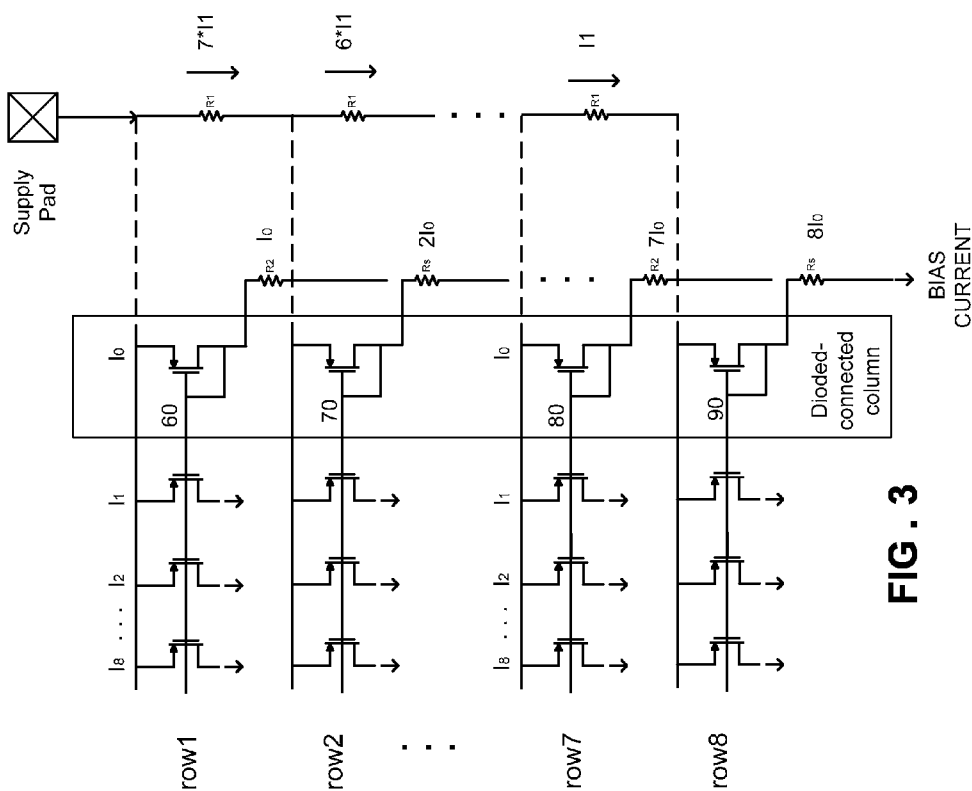 Supply
Pad
7*I1
R1
6*I1
R1
. . .
I1
R1
I0
R2
2I0
Rs
. . .
7I0
R2
8I0
Rs
BIAS
CURRENT
I0
60
70
I0
80
90
Dioded-
connected
column
I8 . . . I2 I1
I8 . . . I2 I1
row1
row2
. . .
row7
row8
FIG . 3